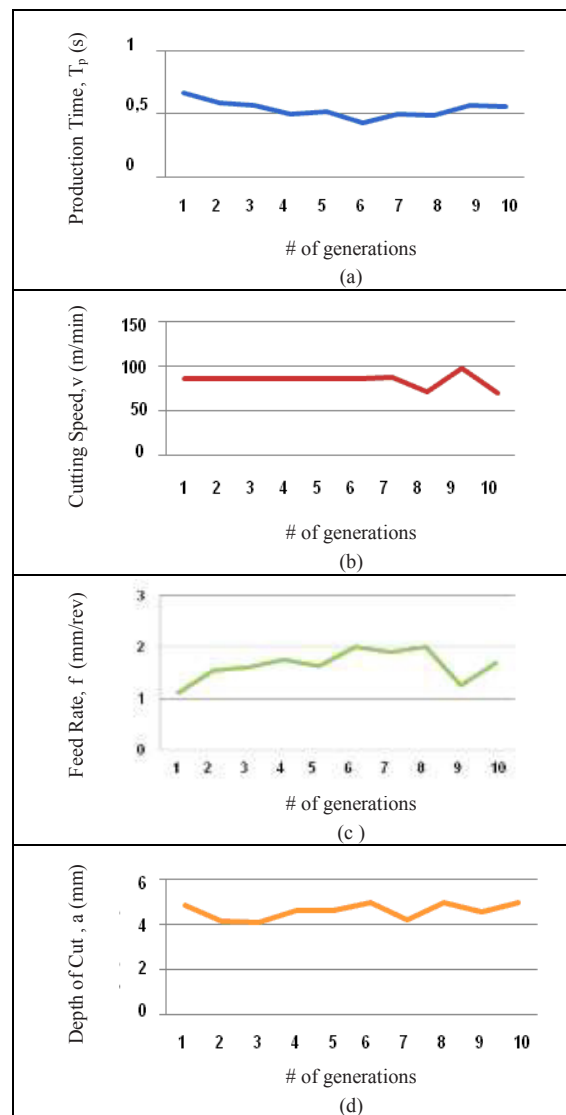 Production Time, Tp (s)
1
0,5
0
1 2 3 4 5 6 7 8 9 10
# of generations
(a)
Cutting Speed,v (m/min)
150
100
50
0
1 2 3 4 5 6 7 8 9 10
# of generations
(b)
Feed Rate, f (mm/rev)
3
2
1
0
1 2 3 4 5 6 7 8 9 10
# of generations
(c )
Depth of Cut , a (mm)
6
4
2
0
1 2 3 4 5 6 7 8 9 10
# of generations
(d)